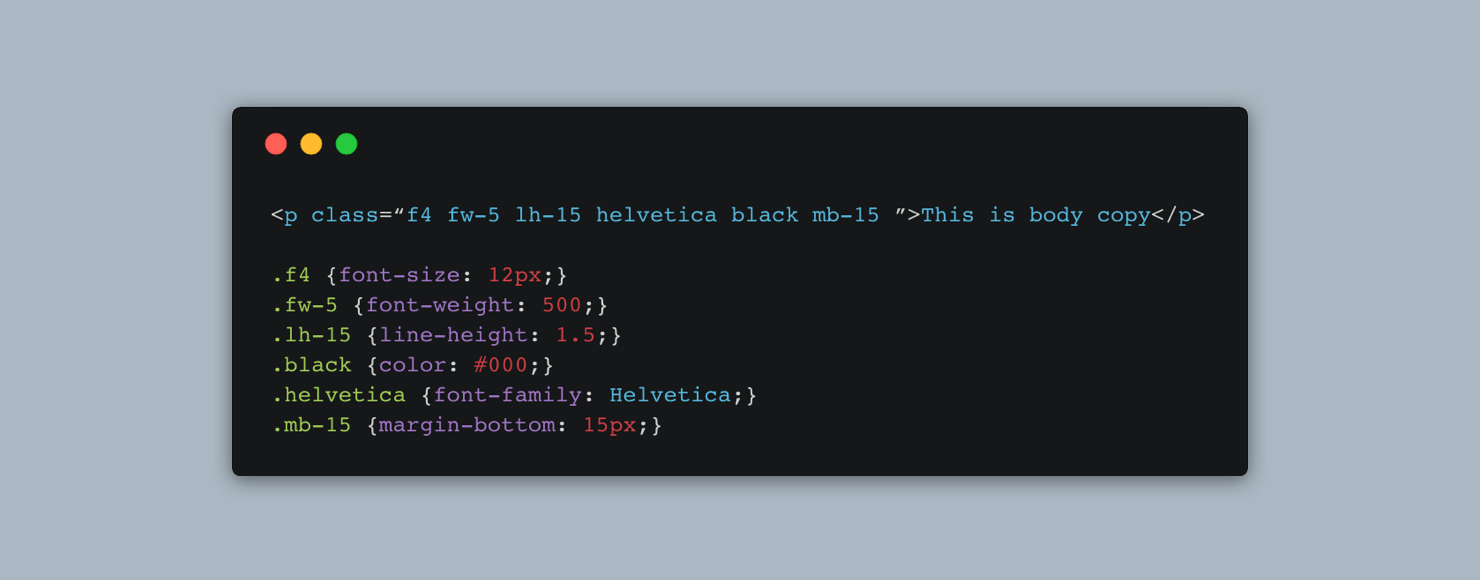 <p class=“f4 fw-5 lh-15 helvetica black mb-15 ”>This is body copy</p>
.f4 {font-size: 12px;}
.fw-5 {font-weight: 500;}
.lh-15 {line-height: 1.5;}
.black {color: #000;}
.helvetica {font-family: Helvetica;}
.mb-15 {margin-bottom: 15px;}